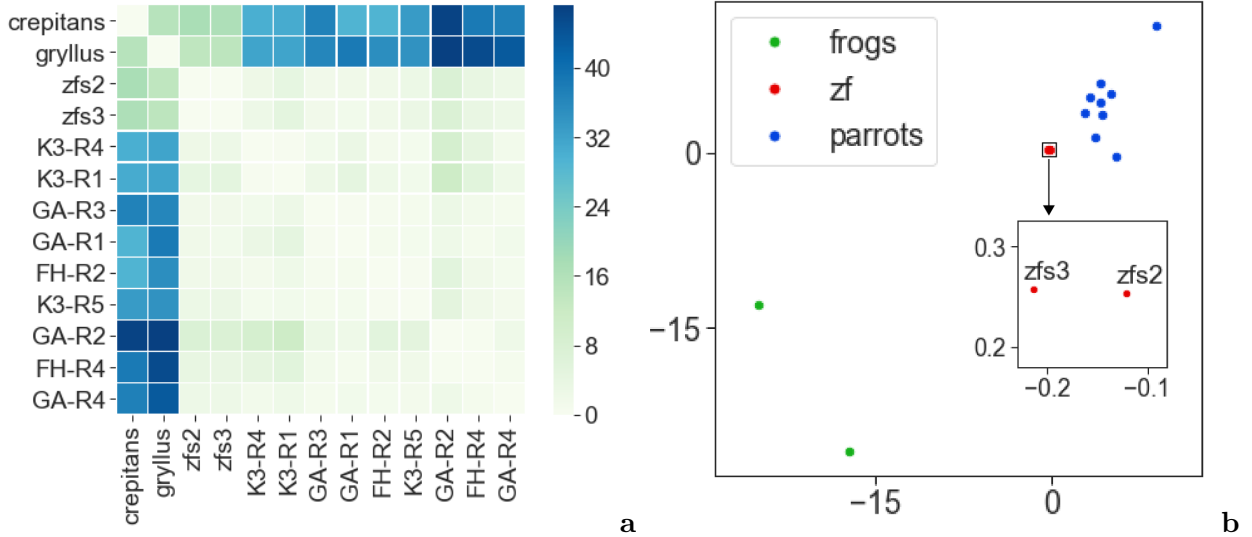 crepitans
gryllus
zfs2
zfs3
K3-R4
K3-R1
GA-R3
GA-R1
FH-R2
K3-R5
GA-R2
FH-R4
GA-R4
crepitans
gryllus
zfs2
zfs3
K3-R4
K3-R1
GA-R3
GA-R1
FH-R2
K3-R5
GA-R2
FH-R4
GA-R4
40
32
24
16
8
0
a
frogs
zf
parrots
0
−15
−15
0
0.3
0.2
zfs3
zfs2
−0.2
−0.1
b